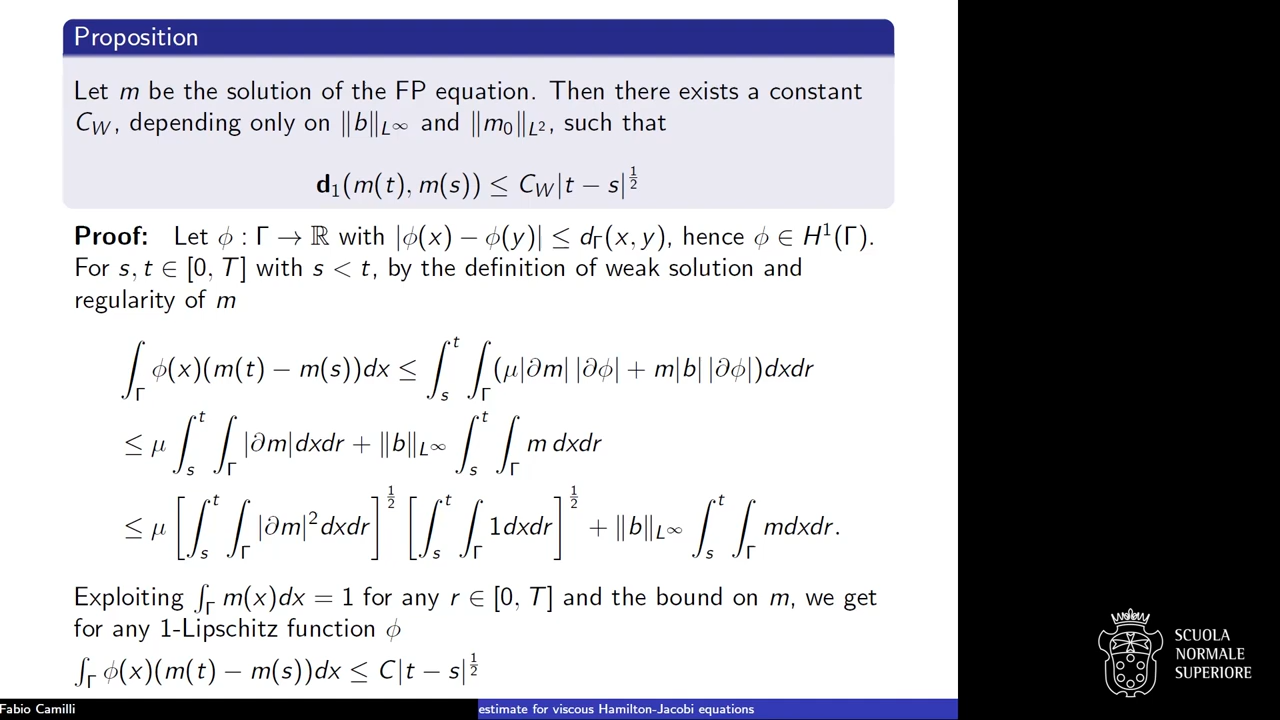 Proposition
Let m be the solution of the FP equation. Then there exists a constant
C_W, depending only on ‖b‖_{L^∞} and ‖m_0‖_{L^2}, such that
d_1(m(t), m(s)) ≤ C_W|t − s|^{1/2}
Proof: Let ϕ : Γ → ℝ with |ϕ(x) − ϕ(y)| ≤ d_Γ(x, y), hence ϕ ∈ H^1(Γ).
For s, t ∈ [0, T] with s < t, by the definition of weak solution and
regularity of m
∫_Γ ϕ(x)(m(t) − m(s))dx ≤ ∫_s^t ∫_Γ (μ|∂m| |∂ϕ| + m|b| |∂ϕ|)dxdr
≤ μ ∫_s^t ∫_Γ |∂m|dxdr + ‖b‖_{L^∞} ∫_s^t ∫_Γ m dxdr
≤ μ [∫_s^t ∫_Γ |∂m|^2dxdr]^{1/2} [∫_s^t ∫_Γ 1dxdr]^{1/2} + ‖b‖_{L^∞} ∫_s^t ∫_Γ mdxdr.
Exploiting ∫_Γ m(x)dx = 1 for any r ∈ [0, T] and the bound on m, we get
for any 1-Lipschitz function ϕ
∫_Γ ϕ(x)(m(t) − m(s))dx ≤ C|t − s|^{1/2}
SCUOLA
NORMALE
SUPERIORE
Fabio Camilli
estimate for viscous Hamilton-Jacobi equations